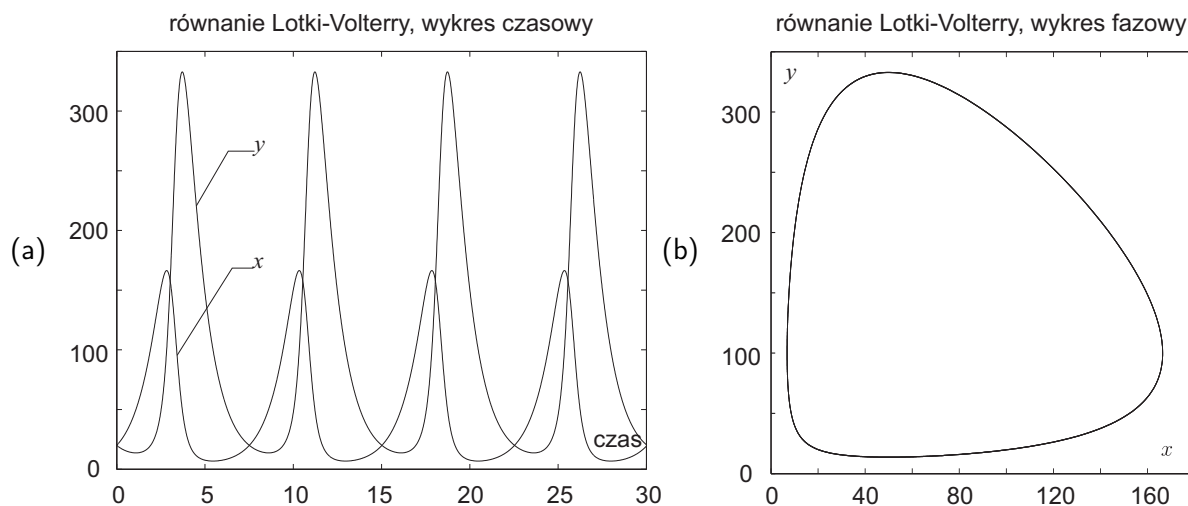 równanie Lotki-Volterry, wykres czasowy
300
200
100
0
0 5 10 15 20 25 30
y
x
czas
(a)
równanie Lotki-Volterry, wykres fazowy
y
300
200
100
0
0 40 80 120 160
x
(b)